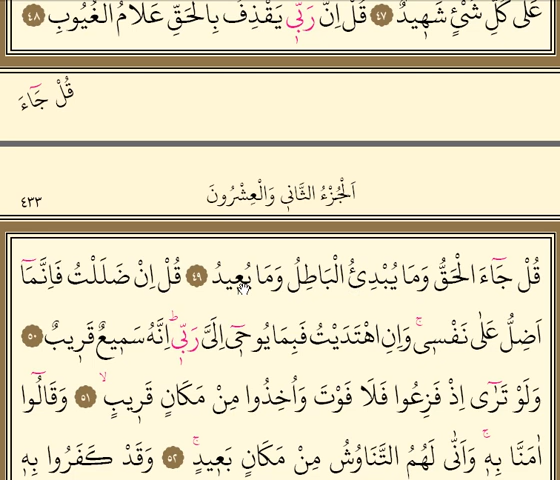 عَلٰى كُلِّ شَيْءٍ شَه۪يدٌ ٤٧ قُلْ اِنَّ رَبّ۪ي يَقْذِفُ بِالْحَقِّ عَلَّامُ الْغُيُوبِ ٤٨
قُلْ جَٓاءَ
اَلْجُزْءُ الثَّان۪ي وَالْعِشْرُونَ
٤٣٣
قُلْ جَٓاءَ الْحَقُّ وَمَا يُبْدِئُ الْبَاطِلُ وَمَا يُع۪يدُ ٤٩ قُلْ اِنْ ضَلَلْتُ فَاِنَّمَٓا
اَضِلُّ عَلٰى نَفْس۪يۚ وَاِنِ اهْتَدَيْتُ فَبِمَا يُوح۪ٓي اِلَيَّ رَبّ۪يۜ اِنَّهُ سَم۪يعٌ قَر۪يبٌ ٥٠
وَلَوْ تَرٰٓى اِذْ فَزِعُوا فَلَا فَوْتَ وَاُخِذُوا مِنْ مَكَانٍ قَر۪يبٍۙ ٥١ وَقَالُٓوا
اٰمَنَّا بِه۪ۚ وَاَنّٰى لَهُمُ التَّنَاوُشُ مِنْ مَكَانٍ بَع۪يدٍۚ ٥٢ وَقَدْ كَفَرُوا بِه۪